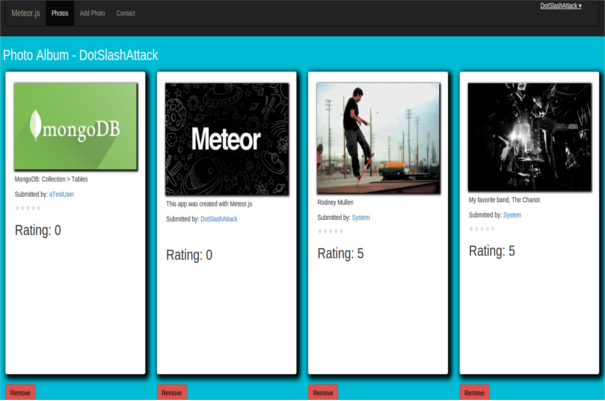 Meteor.js Photos Add Photo Contact DotSlashAttack ▾
Photo Album - DotSlashAttack
mongoDB
MongoDB: Collection > Tables
Submitted by: aTestUser
Rating: 0
Remove
Meteor
This app was created with Meteor.js
Submitted by: DotSlashAttack
Rating: 0
Remove
Rodney Mullen
Submitted by: System
Rating: 5
Remove
My favorite band, The Chariot
Submitted by: System
Rating: 5
Remove